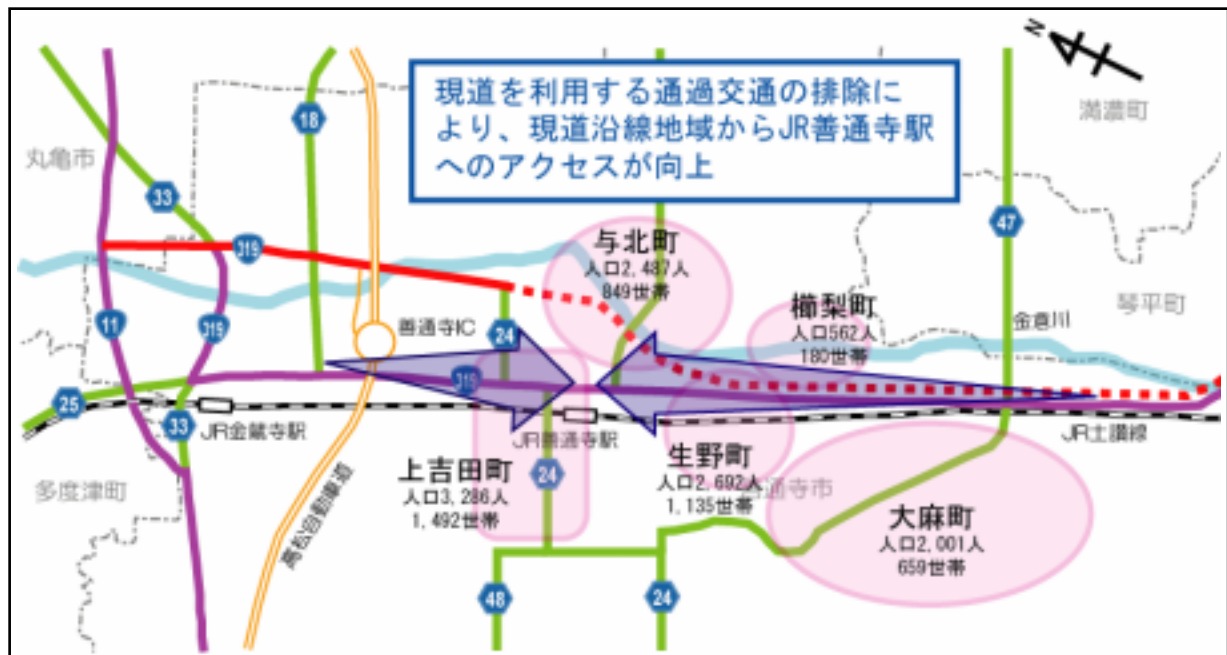 N
現道を利用する通過交通の排除に
より、現道沿線地域からJR善通寺駅
へのアクセスが向上
満濃町
丸亀市
18
33
47
319
与北町
人口2,487人
849世帯
琴平町
11
319
善通寺IC
24
櫛梨町
人口562人
180世帯
金倉川
319
25
33
JR金蔵寺駅
JR善通寺駅
JR土讃線
多度津町
高松自動車道
上吉田町
人口3,286人
1,492世帯
24
生野町
人口2,692人
1,135世帯
善通寺市
大麻町
人口2,001人
659世帯
48
24